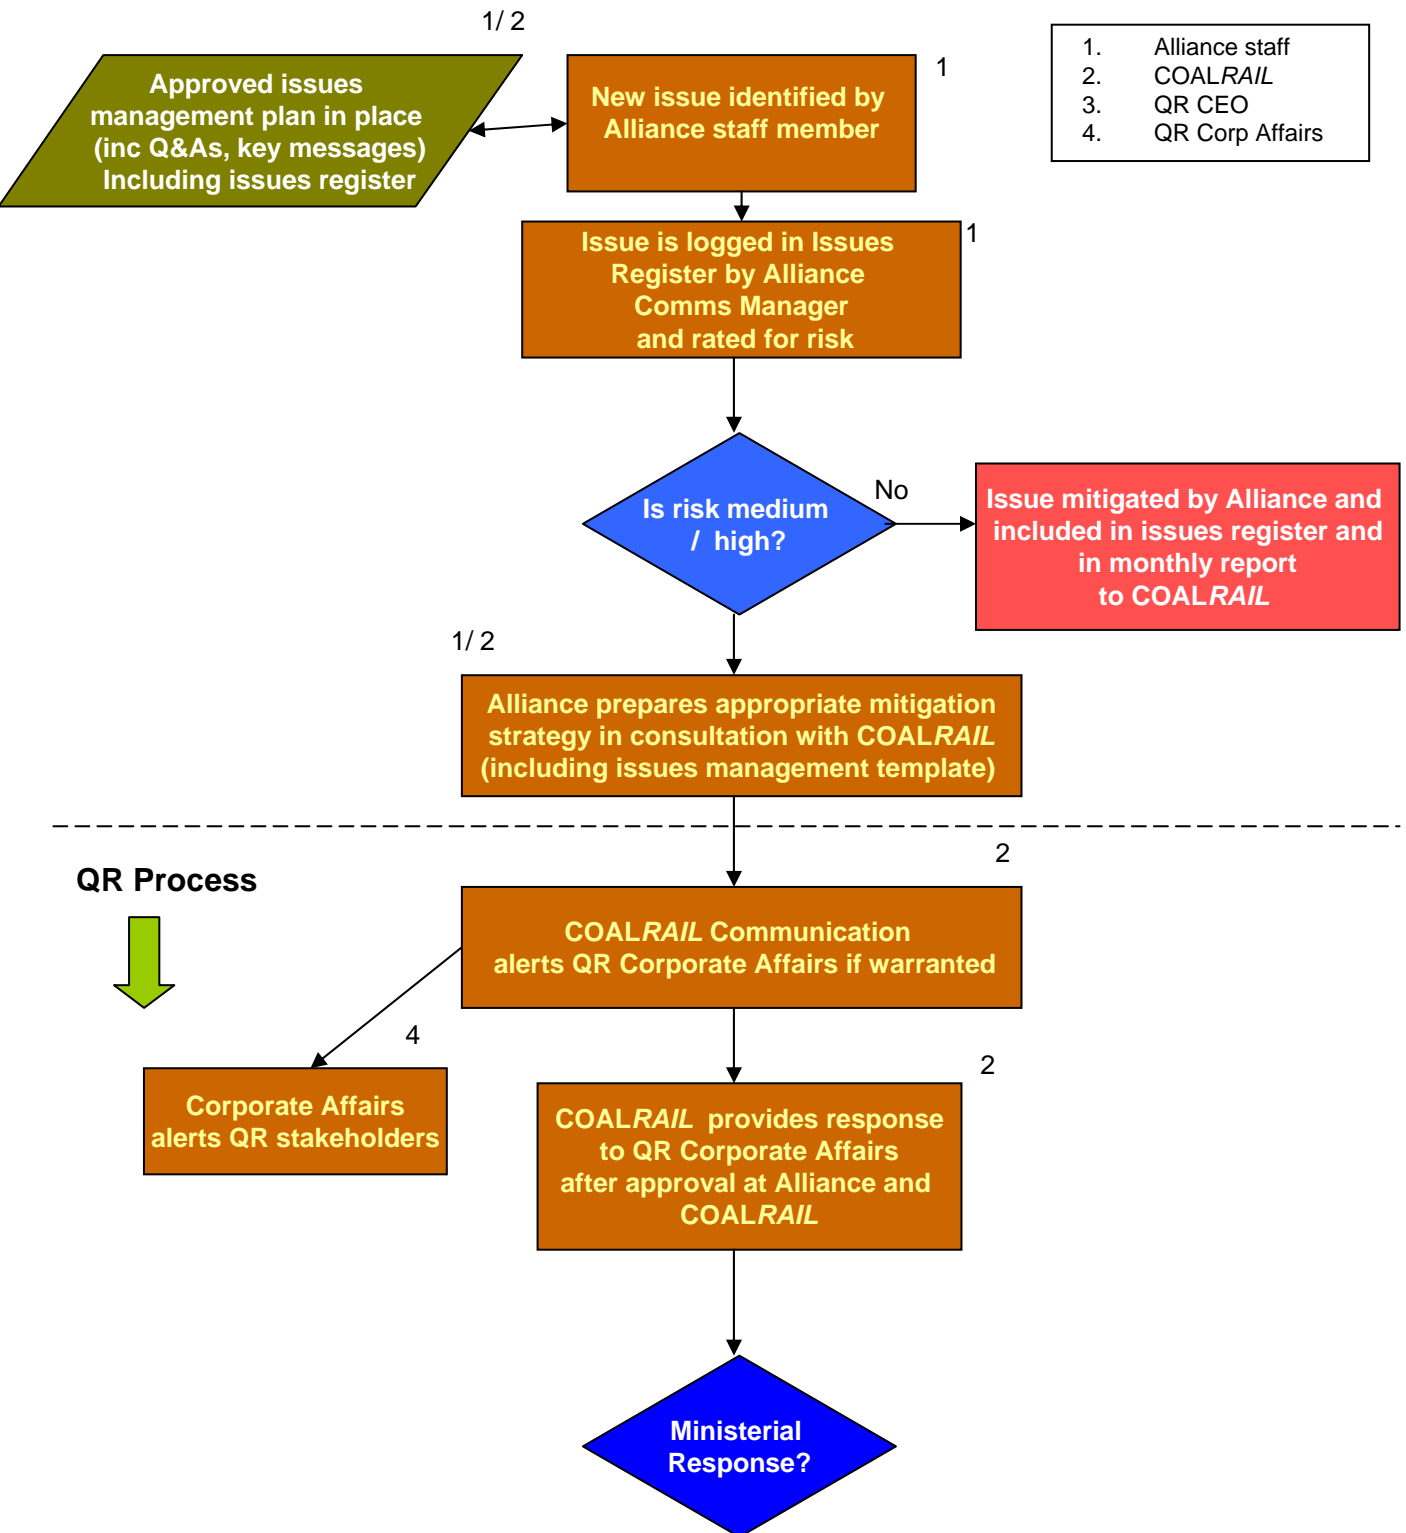 1/ 2
Approved issues
management plan in place
(inc Q&As, key messages)
Including issues register
New issue identified by
Alliance staff member
1
1. Alliance staff
2. COALRAIL
3. QR CEO
4. QR Corp Affairs
Issue is logged in Issues
Register by Alliance
Comms Manager
and rated for risk
1
Is risk medium
/ high?
No
Issue mitigated by Alliance and
included in issues register and
in monthly report
to COALRAIL
1/ 2
Alliance prepares appropriate mitigation
strategy in consultation with COALRAIL
(including issues management template)
QR Process
2
COALRAIL Communication
alerts QR Corporate Affairs if warranted
4
Corporate Affairs
alerts QR stakeholders
2
COALRAIL provides response
to QR Corporate Affairs
after approval at Alliance and
COALRAIL
Ministerial
Response?